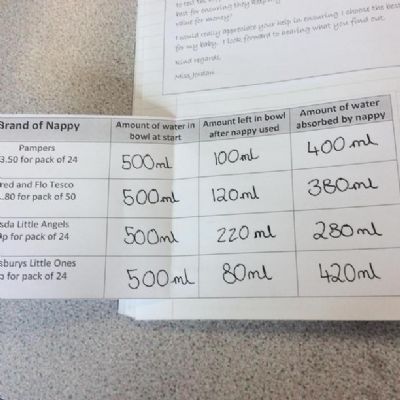 best for ensuring they keep my
value for money?
I would really appreciate your help in ensuring I choose the best
for my baby. I look forward to hearing what you find out.
Kind regards,
Miss Jordan
Brand of Nappy Amount of water in bowl at start Amount left in bowl after nappy used Amount of water absorbed by nappy
Pampers
3.50 for pack of 24 500ml 100ml 400ml
red and Flo Tesco
.80 for pack of 50 500ml 120ml 380ml
sda Little Angels
p for pack of 24 500ml 220ml 280ml
sburys Little Ones
p for pack of 24 500ml 80ml 420ml